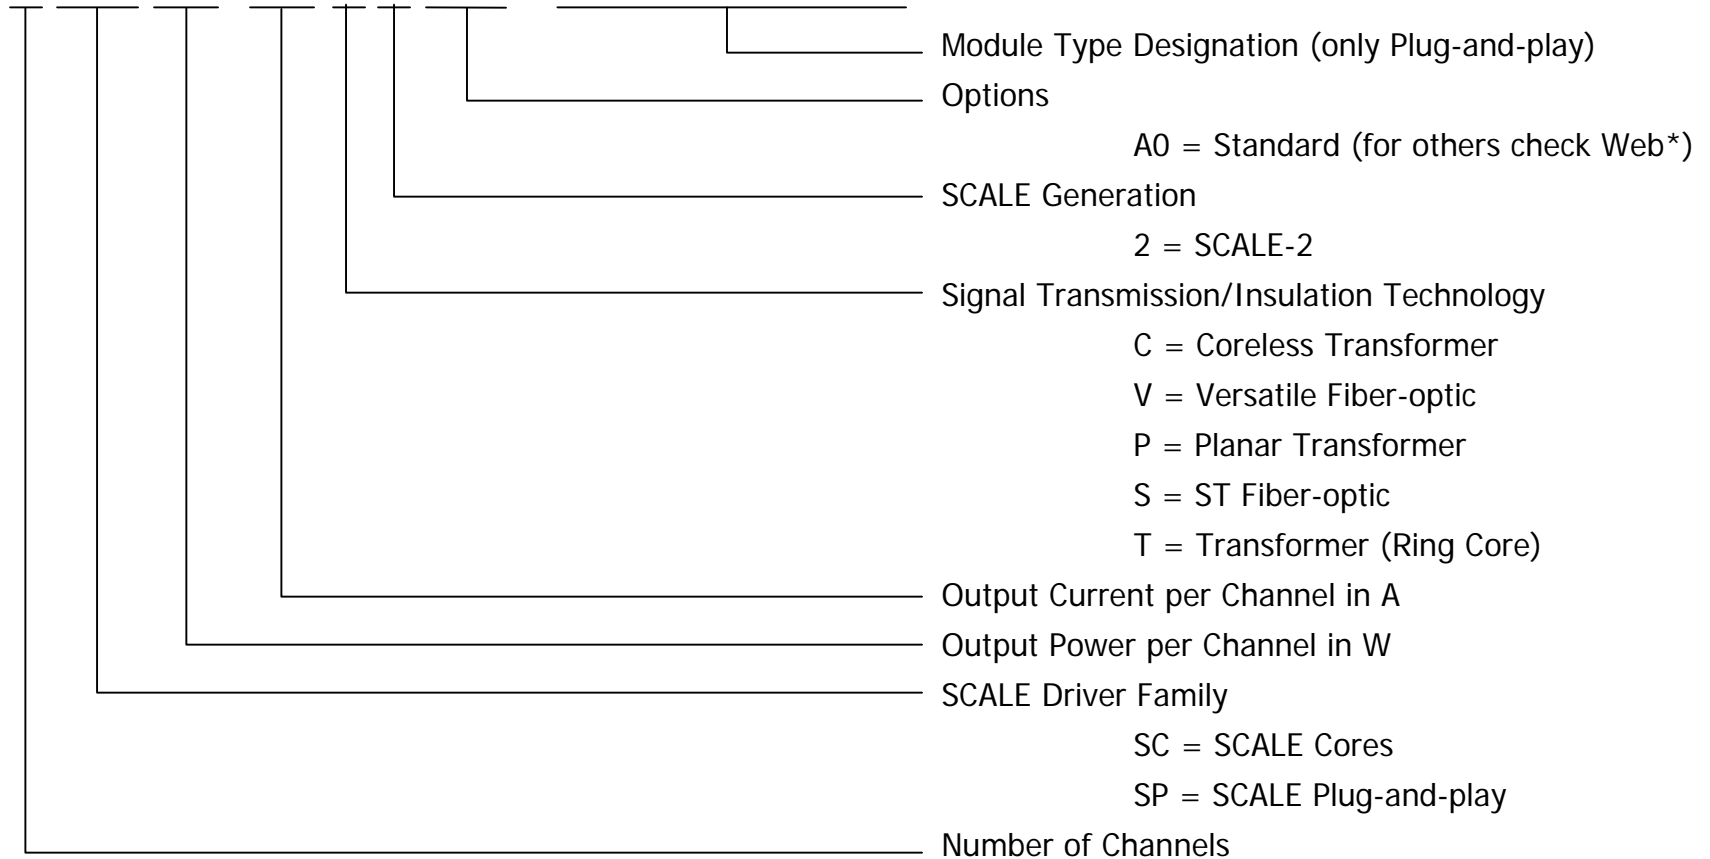 Module Type Designation (only Plug-and-play)
Options
A0 = Standard (for others check Web*)
SCALE Generation
2 = SCALE-2
Signal Transmission/Insulation Technology
C = Coreless Transformer
V = Versatile Fiber-optic
P = Planar Transformer
S = ST Fiber-optic
T = Transformer (Ring Core)
Output Current per Channel in A
Output Power per Channel in W
SCALE Driver Family
SC = SCALE Cores
SP = SCALE Plug-and-play
Number of Channels